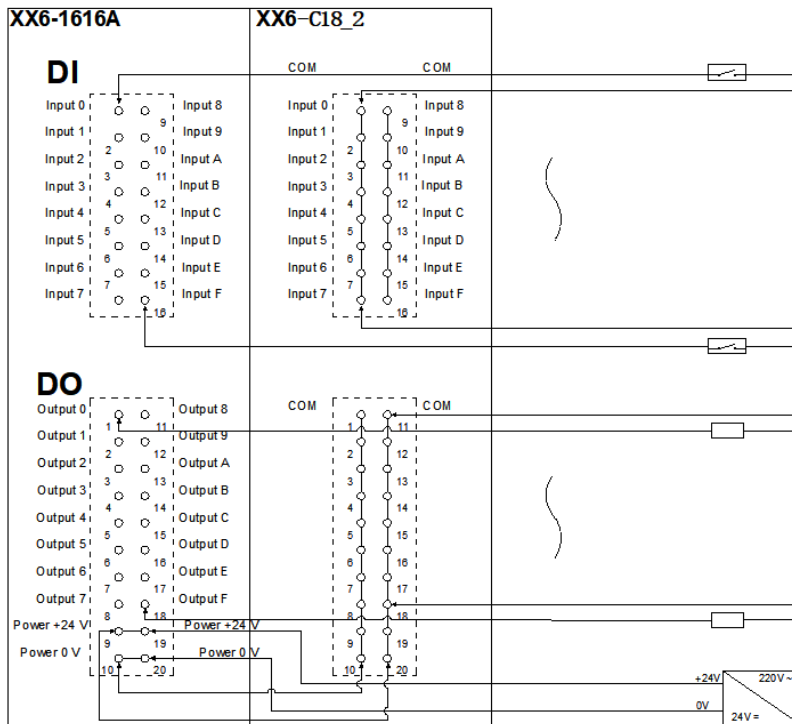 XX6-1616A XX6-C18_2
DI COM COM
Input 0 Input 8 Input 0 Input 8
9 9
Input 1 Input 9 Input 1 Input 9
2 10 2 10
Input 2 Input A Input 2 Input A
3 11 3 11
Input 3 Input B Input 3 Input B
4 12 4 12
Input 4 Input C Input 4 Input C
5 13 5 13
Input 5 Input D Input 5 Input D
6 14 6 14
Input 6 Input E Input 6 Input E
7 15 7 15
Input 7 Input F Input 7 Input F
16 16
DO
Output 0 Output 8 COM COM
1 11 1 11
Output 1 Output 9
2 12 2 12
Output 2 Output A
3 13 3 13
Output 3 Output B
4 14 4 14
Output 4 Output C
5 15 5 15
Output 5 Output D
6 16 6 16
Output 6 Output E
7 17 7 17
Output 7 Output F
8 18 8 18
Power +24 V Power +24 V
9 19 9 19
Power 0 V Power 0 V
10 20 10 20
+24V 220V ~
0V
24V =